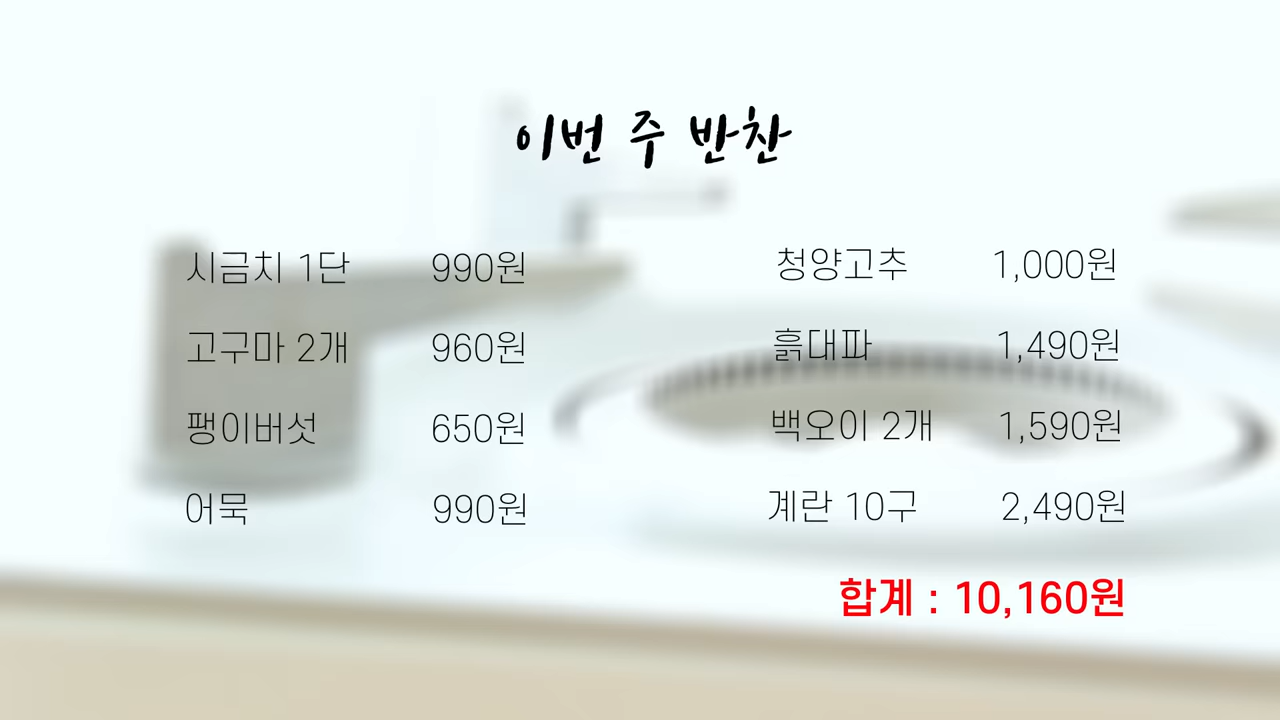 이번 주 반찬
시금치 1단 990원
고구마 2개 960원
팽이버섯 650원
어묵 990원
청양고추 1,000원
흙대파 1,490원
백오이 2개 1,590원
계란 10구 2,490원
합계 : 10,160원